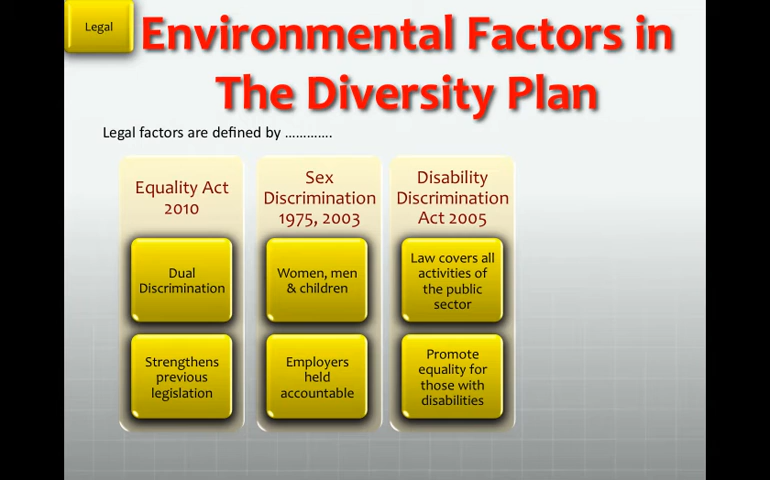 Legal
Environmental Factors in
The Diversity Plan
Legal factors are defined by .............
Equality Act
2010
Dual
Discrimination
Strengthens
previous
legislation
Sex
Discrimination
1975, 2003
Women, men
& children
Employers
held
accountable
Disability
Discrimination
Act 2005
Law covers all
activities of
the public
sector
Promote
equality for
those with
disabilities